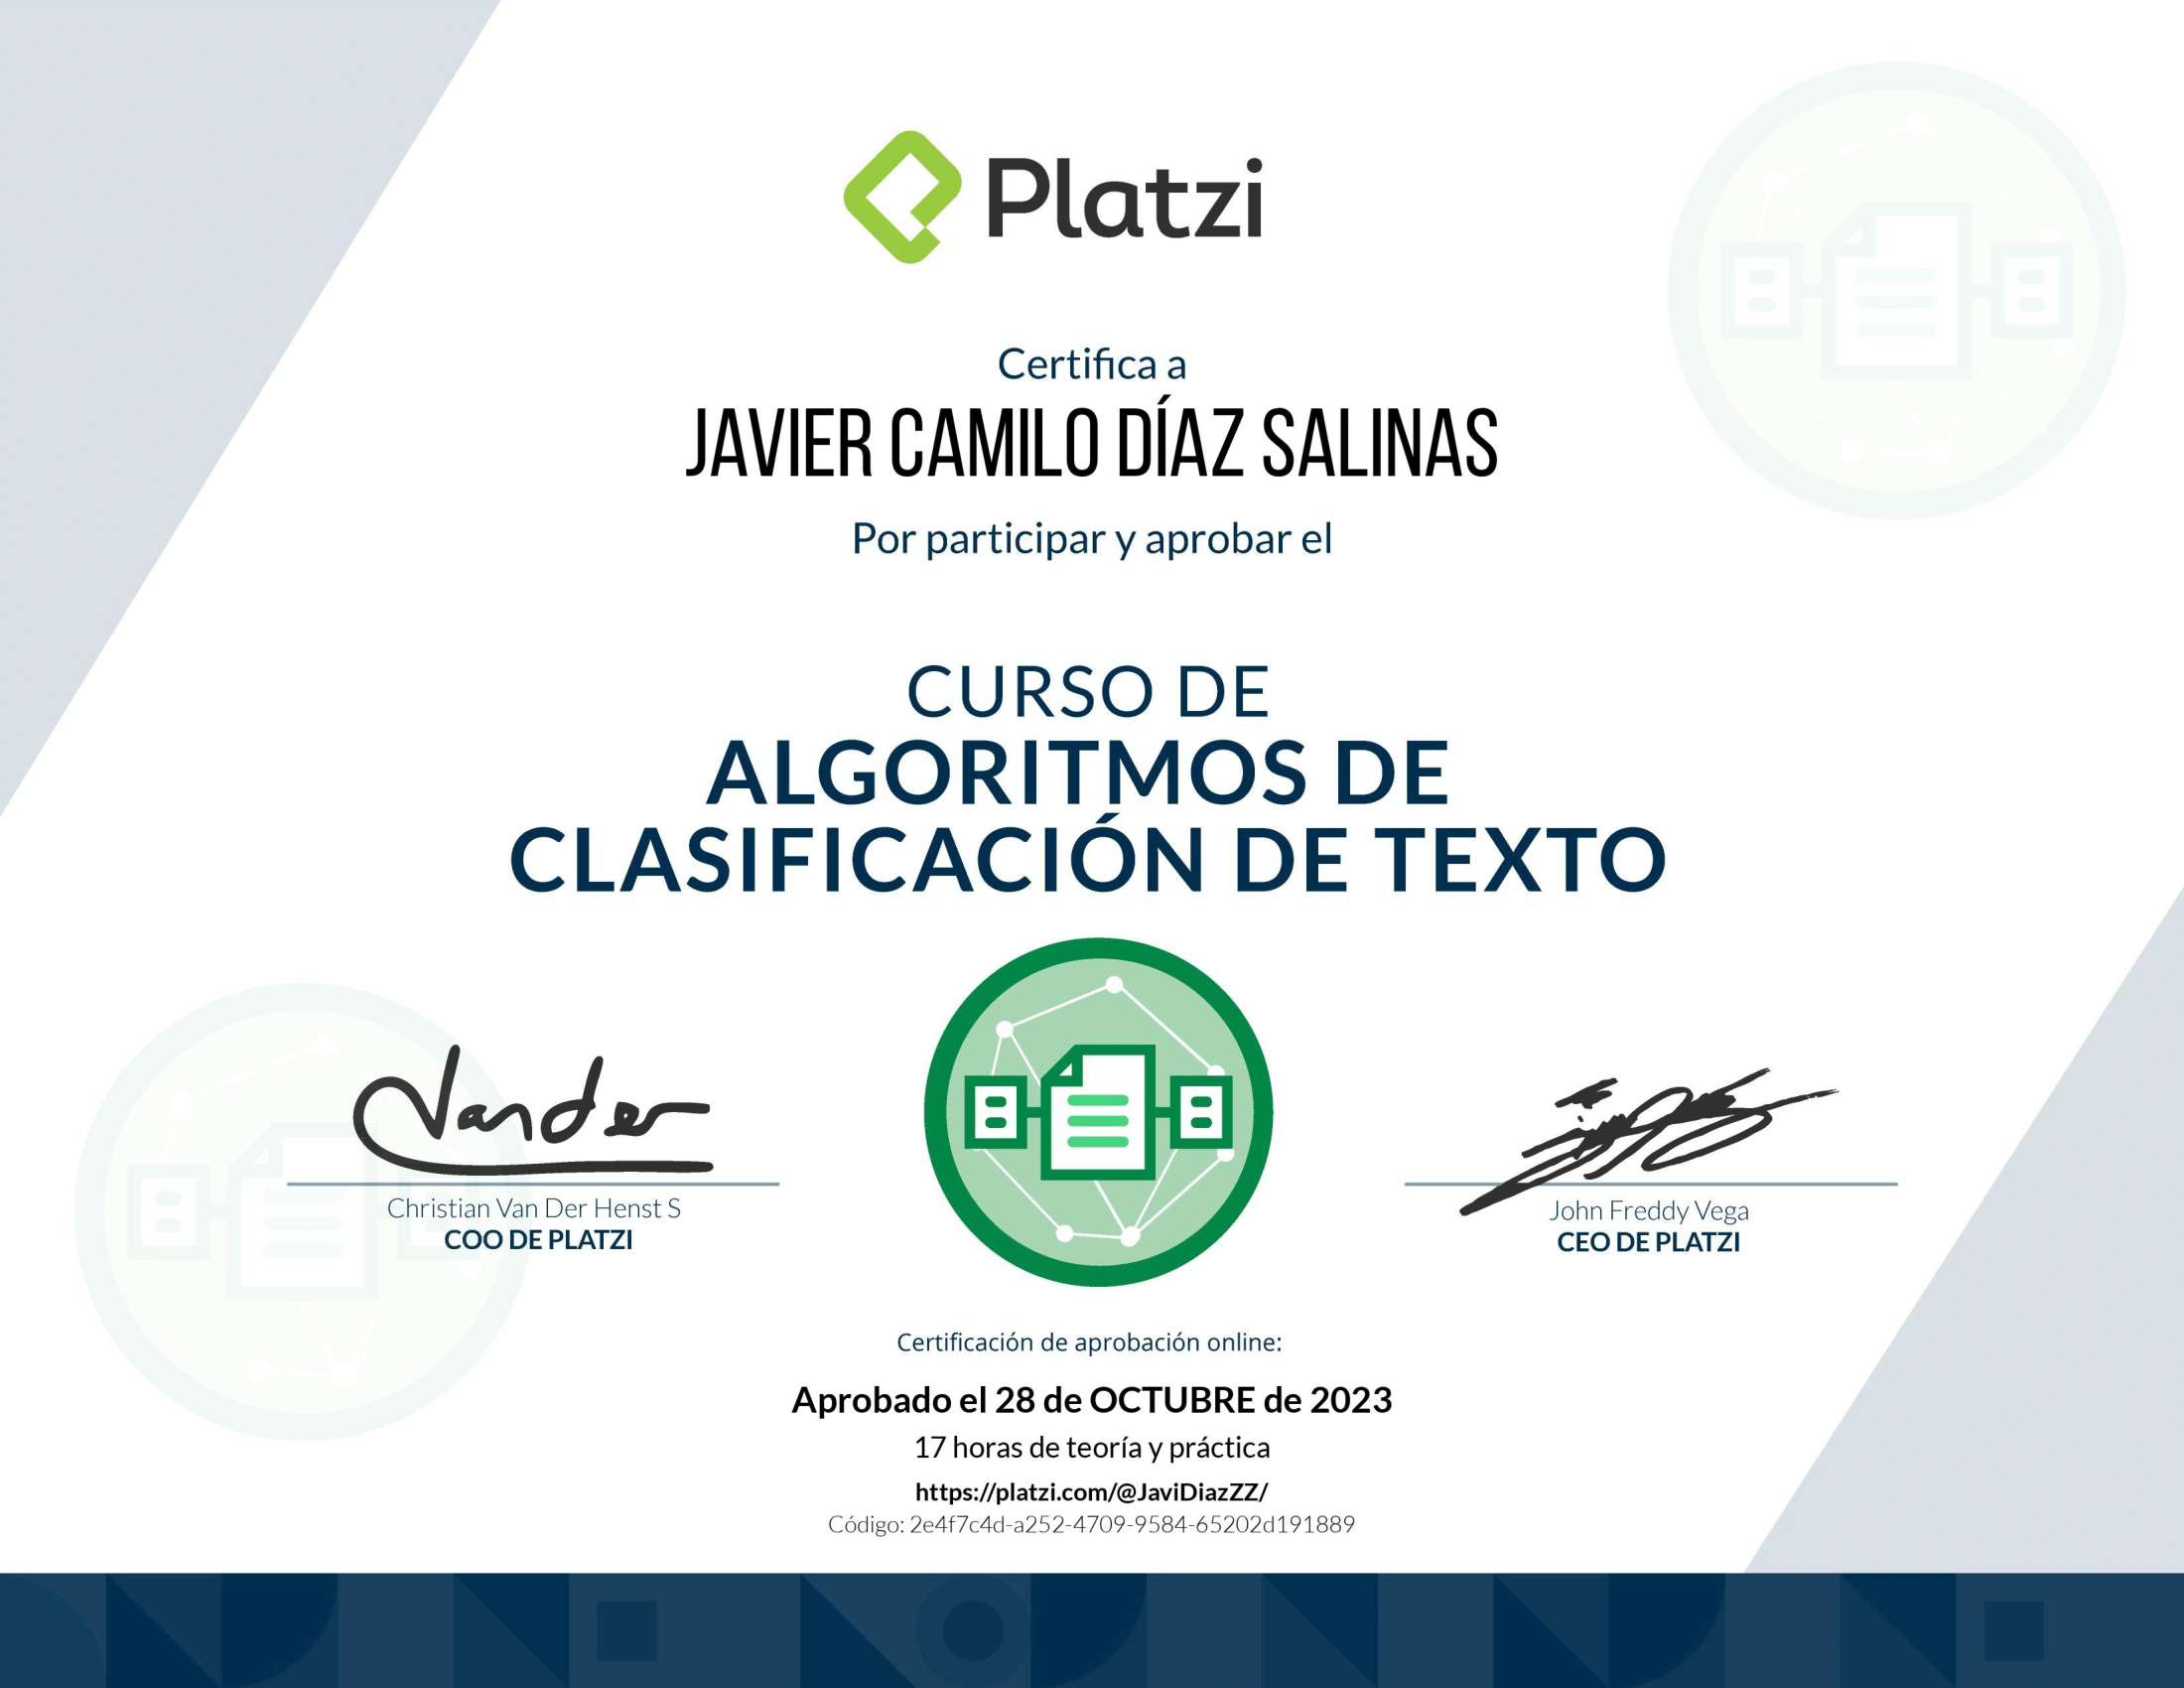 Platzi
Certifica a
JAVIER CAMILO DÍAZ SALINAS
Por participar y aprobar el
CURSO DE
ALGORITMOS DE
CLASIFICACIÓN DE TEXTO
Vander
Christian Van Der Henst S
COO DE PLATZI
John Freddy Vega
CEO DE PLATZI
Certificación de aprobación online:
Aprobado el 28 de OCTUBRE de 2023
17 horas de teoría y práctica
https://platzi.com/@JaviDiazZZ/
Código: 2e4f7c4d-a252-4709-9584-65202d191889